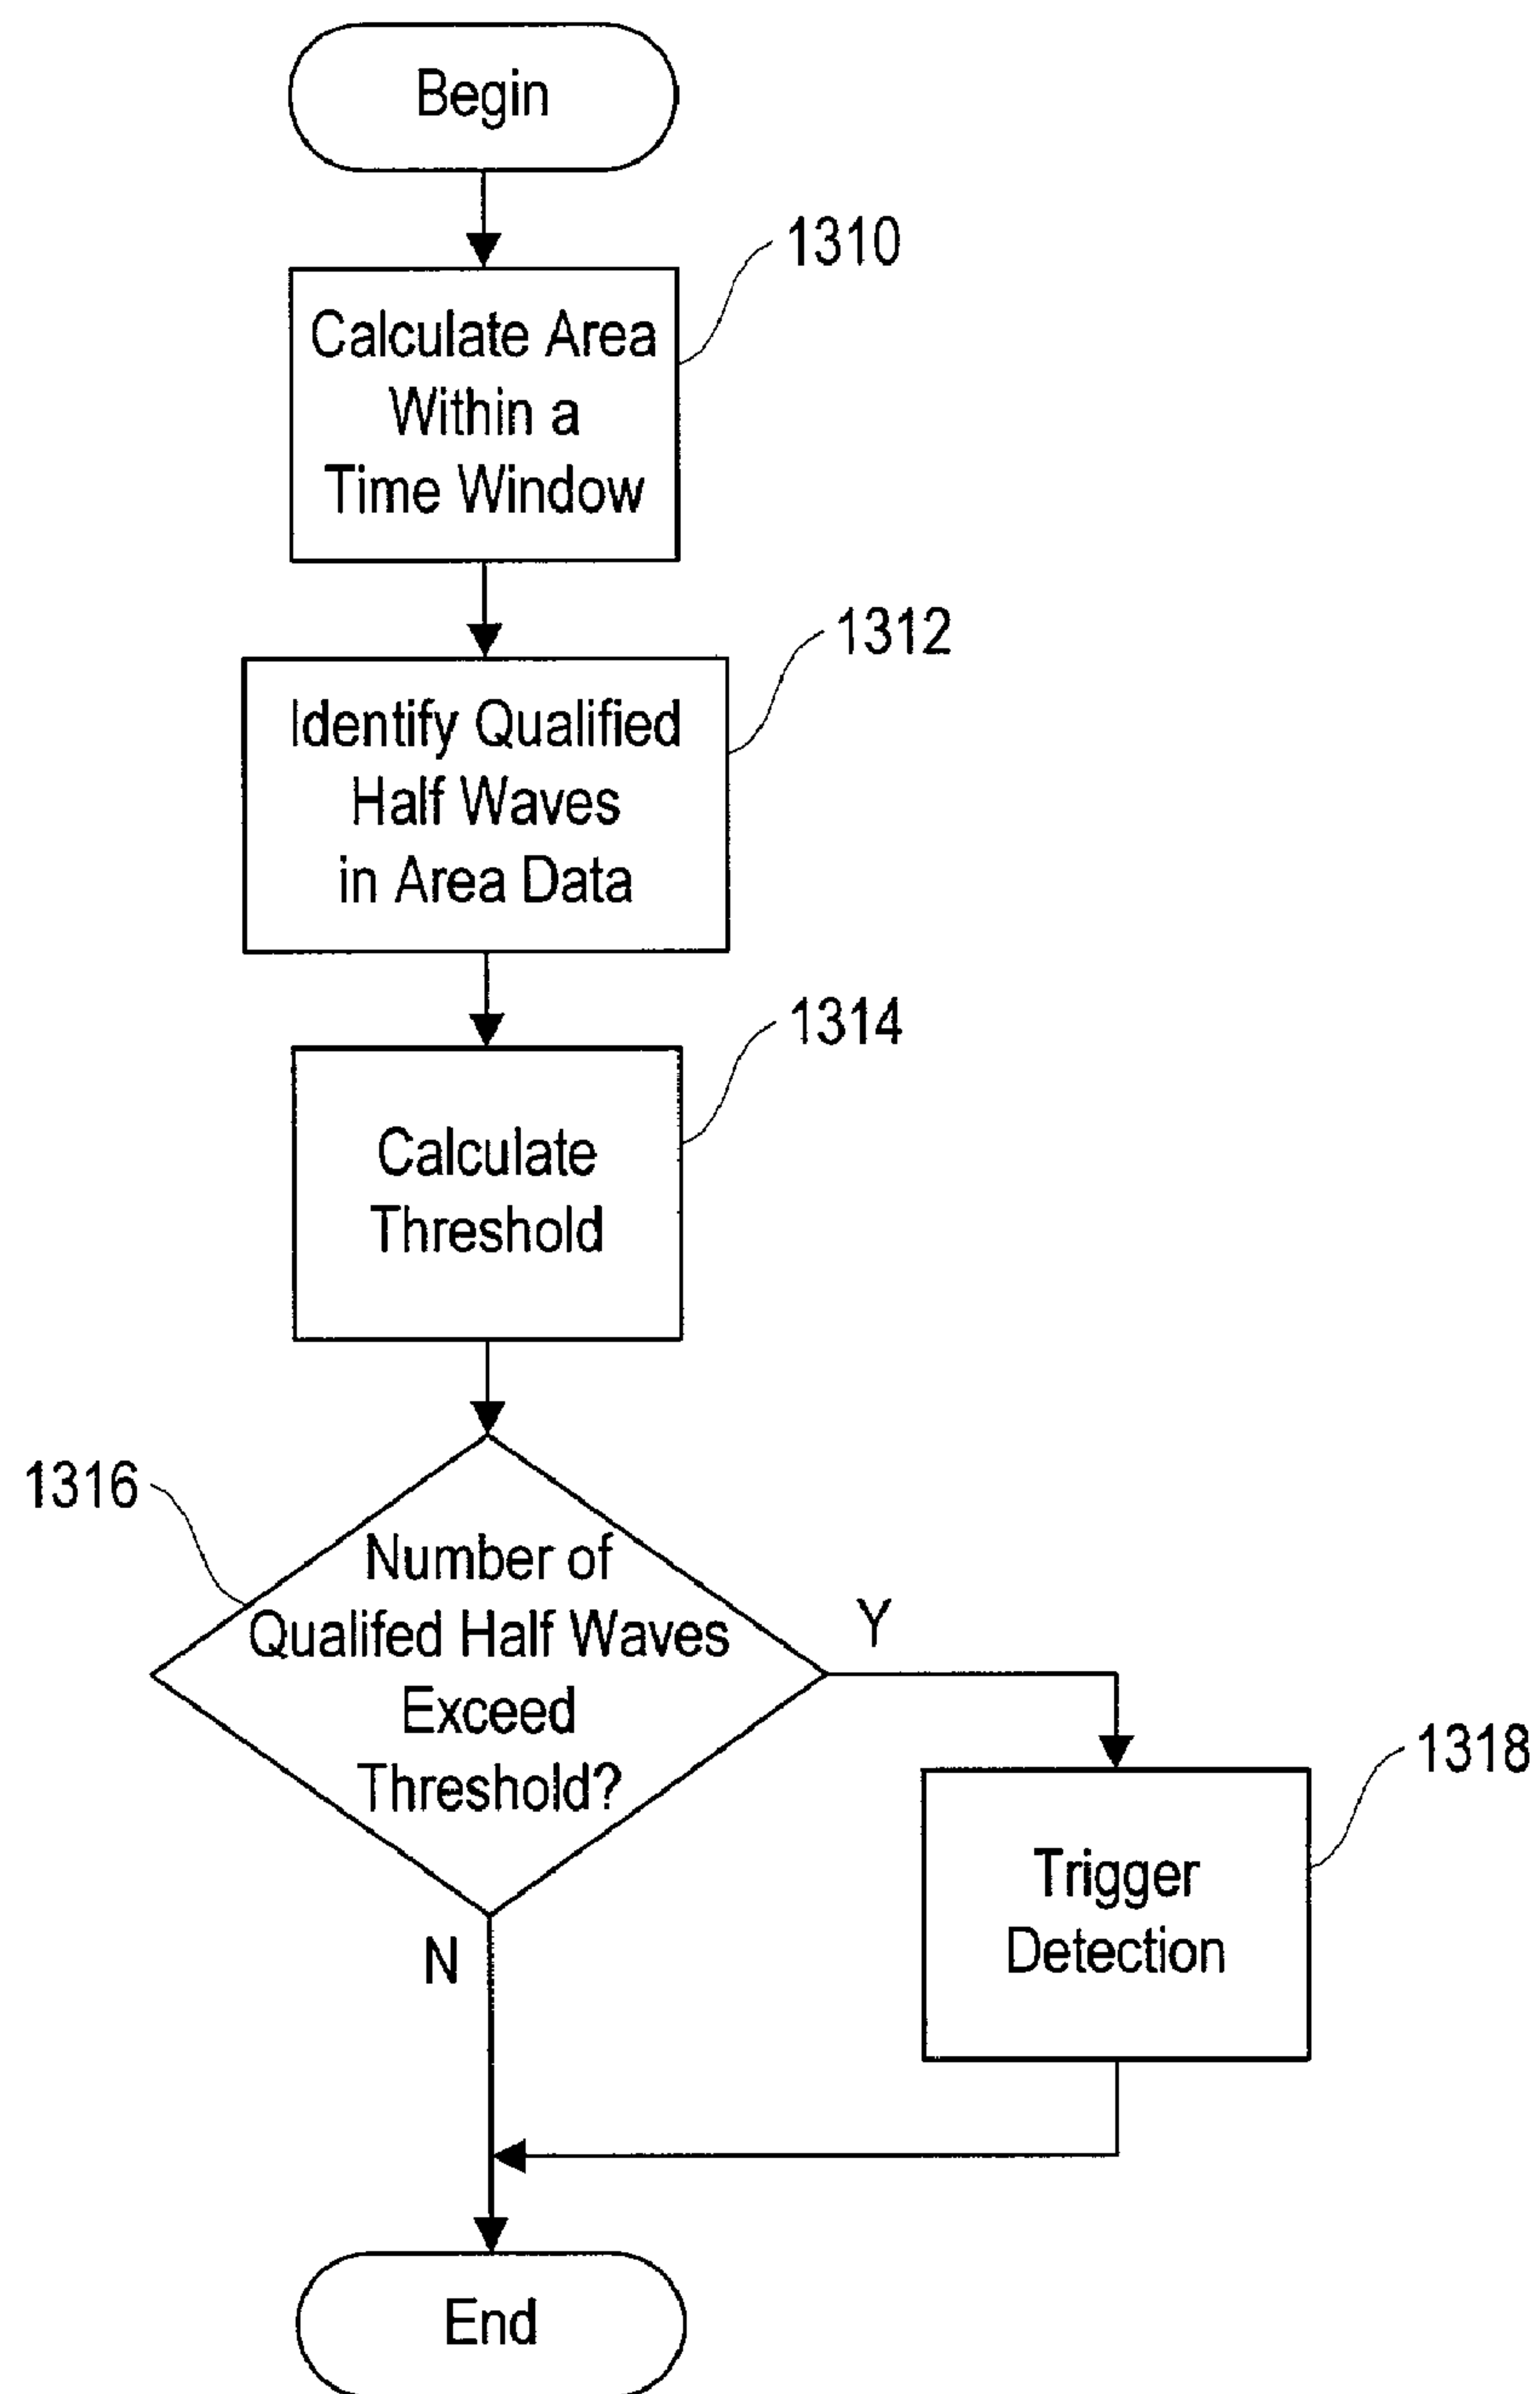 Begin
1310
Calculate Area
Within a
Time Window
1312
Identify Qualified
Half Waves
in Area Data
1314
Calculate
Threshold
1316
Number of
Qualifed Half Waves
Exceed
Threshold?
Y
1318
Trigger
Detection
N
End